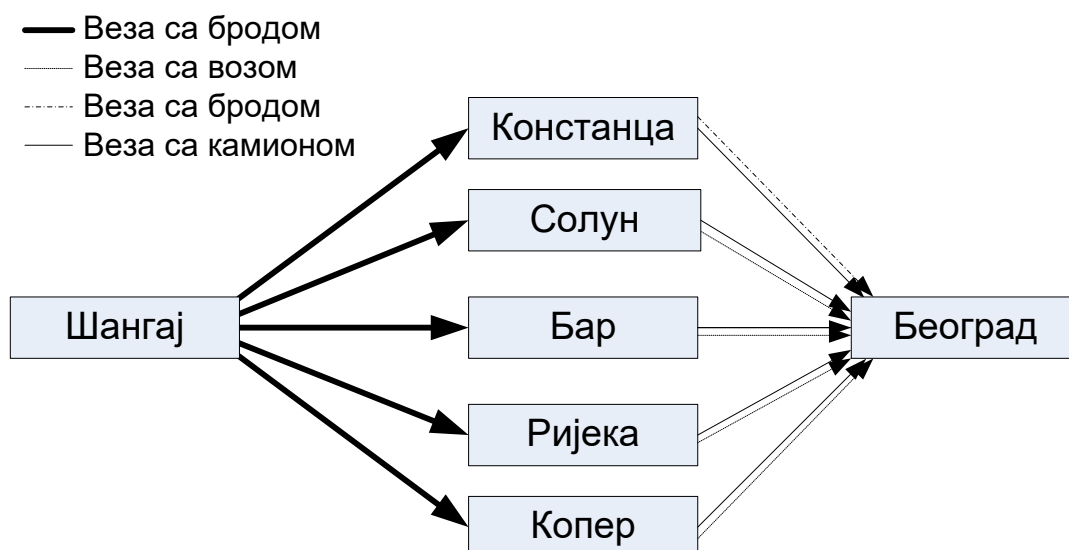 Веза са бродом
Веза са возом
Веза са бродом
Веза са камионом
Констанца
Солун
Шангај
Бар
Београд
Ријека
Копер